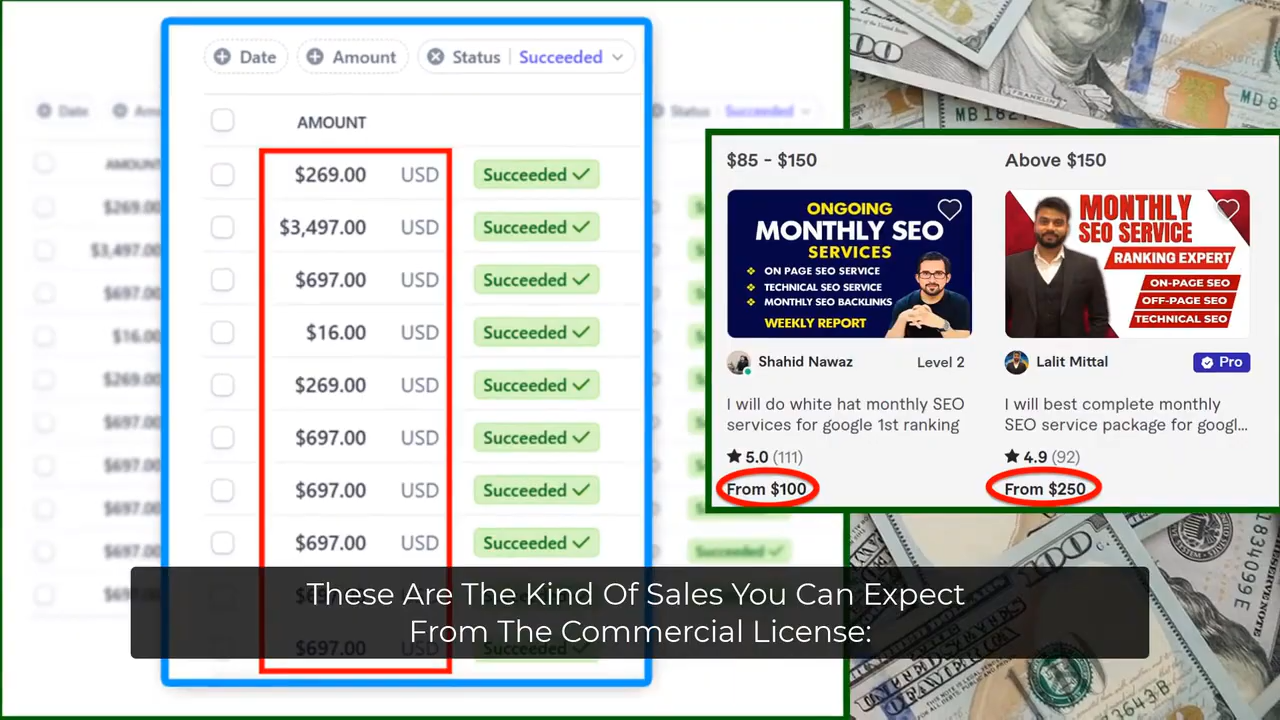 Date
Amount
Status
Succeeded
AMOUNT
$269.00 USD Succeeded
$3,497.00 USD Succeeded
$697.00 USD Succeeded
$16.00 USD Succeeded
$269.00 USD Succeeded
$697.00 USD Succeeded
$697.00 USD Succeeded
$697.00 USD Succeeded
$697.00 USD Succeeded
These Are The Kind Of Sales You Can Expect
From The Commercial License:
$85 - $150
ONGOING
MONTHLY SEO
SERVICES
ON PAGE SEO SERVICE
TECHNICAL SEO SERVICE
MONTHLY SEO BACKLINKS
WEEKLY REPORT
Shahid Nawaz Level 2
I will do white hat monthly SEO
services for google 1st ranking
5.0 (111)
From $100
Above $150
MONTHLY
SEO SERVICE
RANKING EXPERT
ON-PAGE SEO
OFF-PAGE SEO
TECHNICAL SEO
Lalit Mittal Pro
I will best complete monthly
SEO service package for googl...
4.9 (92)
From $250
FRANKLIN
100